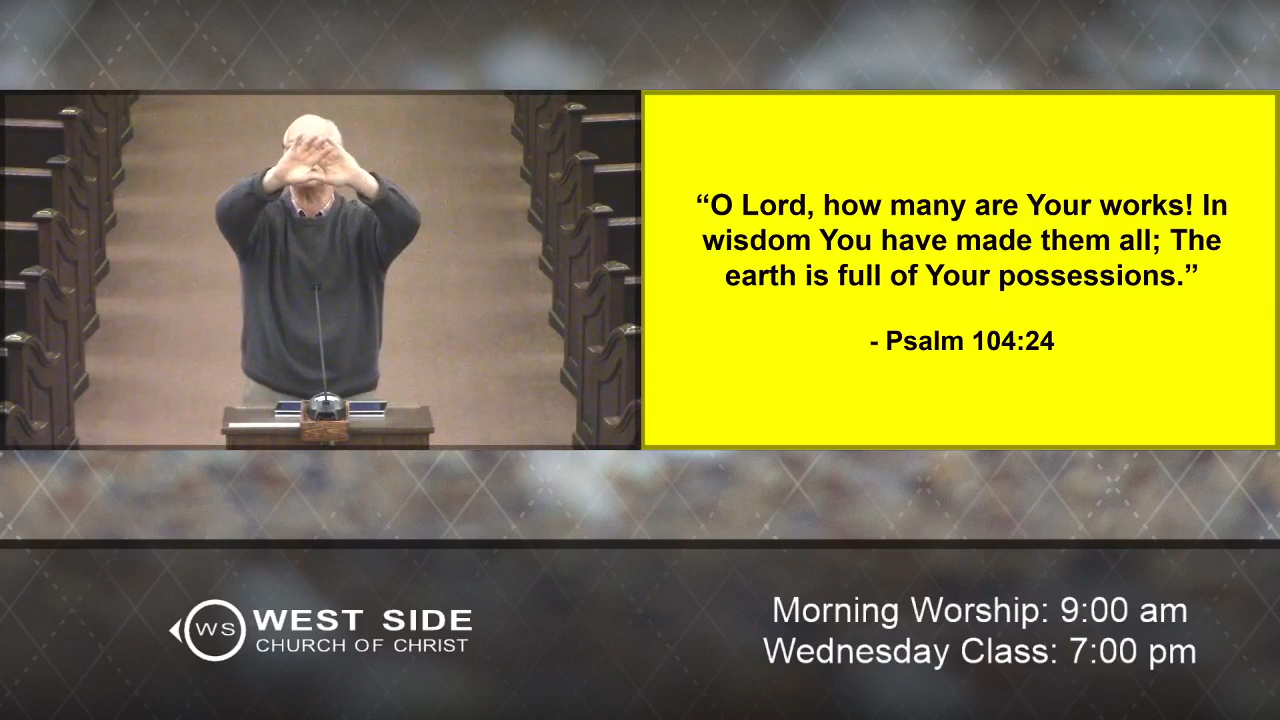 “O Lord, how many are Your works! In
wisdom You have made them all; The
earth is full of Your possessions.”
- Psalm 104:24
WS
WEST SIDE
CHURCH OF CHRIST
Morning Worship: 9:00 am
Wednesday Class: 7:00 pm